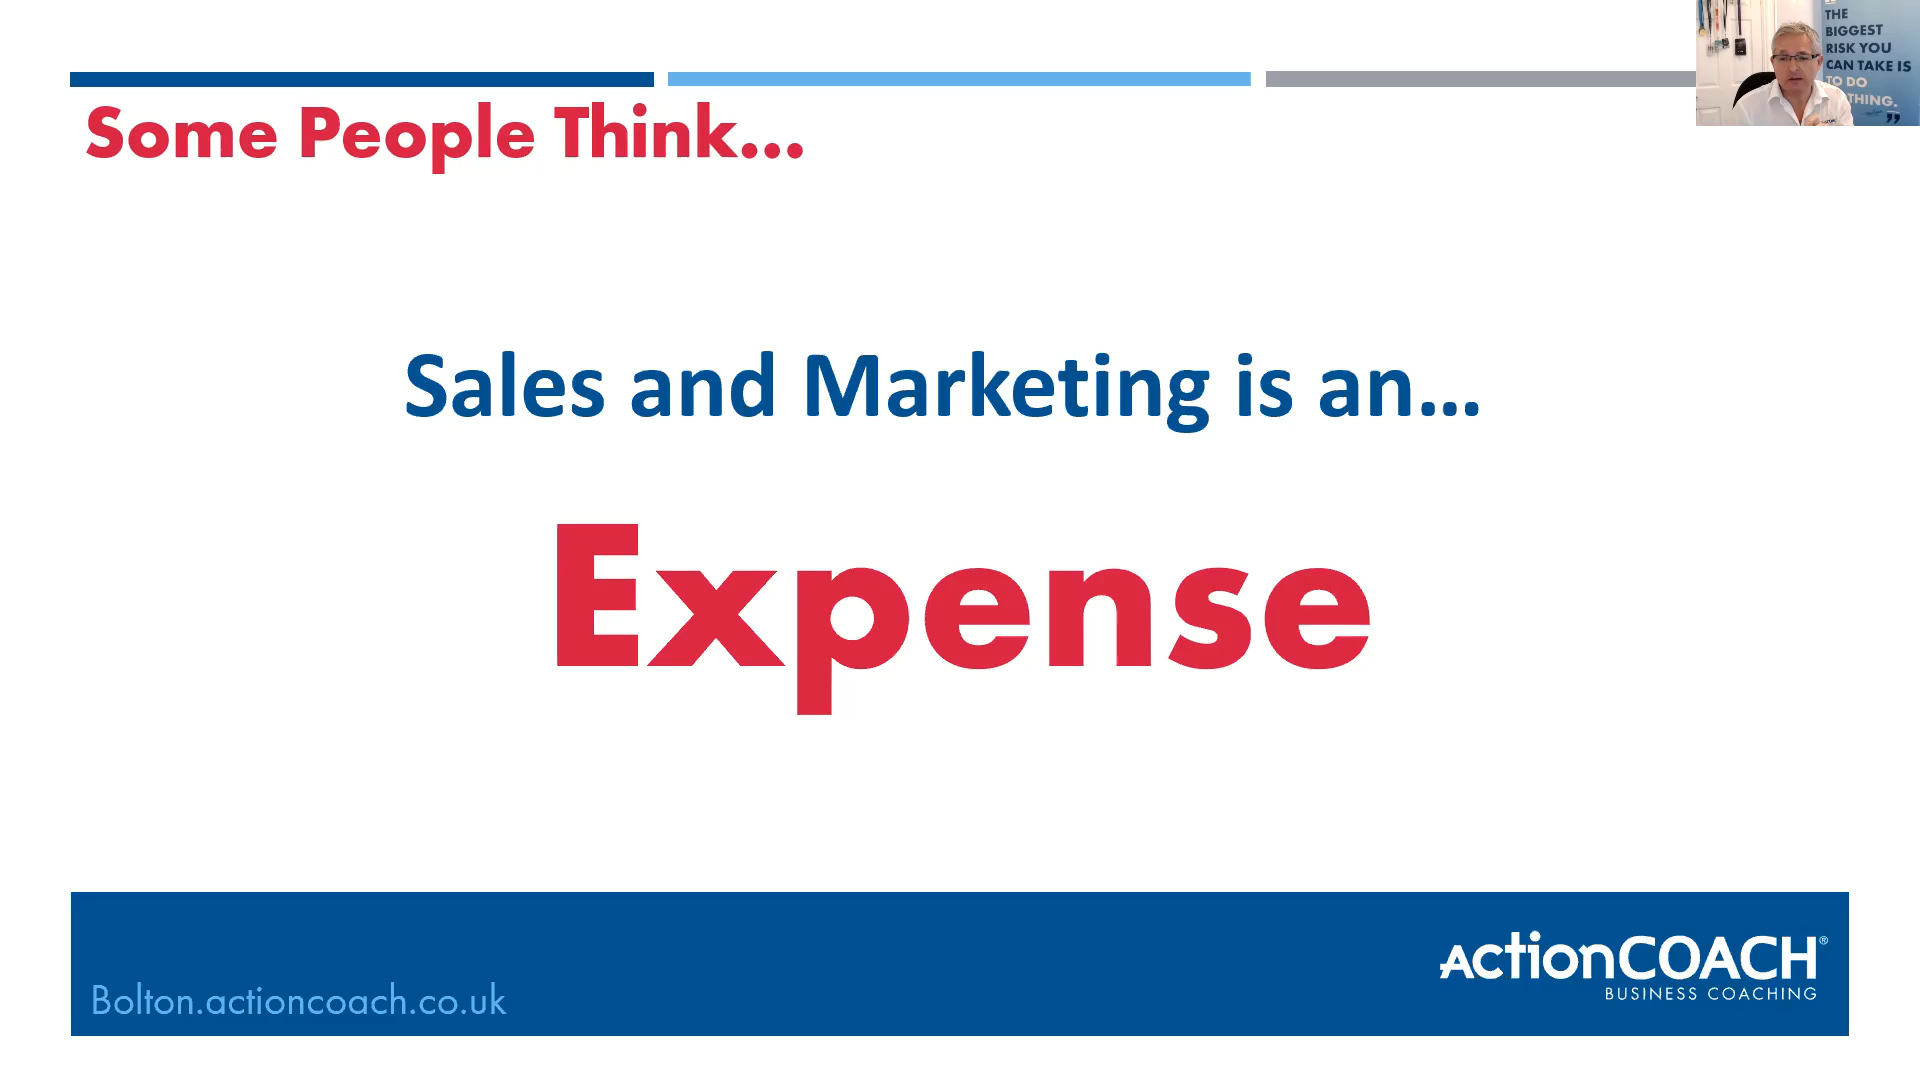 THE
BIGGEST
RISK YOU
CAN TAKE IS
TO DO
THING.
”
Some People Think...
Sales and Marketing is an...
Expense
Bolton.actioncoach.co.uk
ActionCOACH®
BUSINESS COACHING